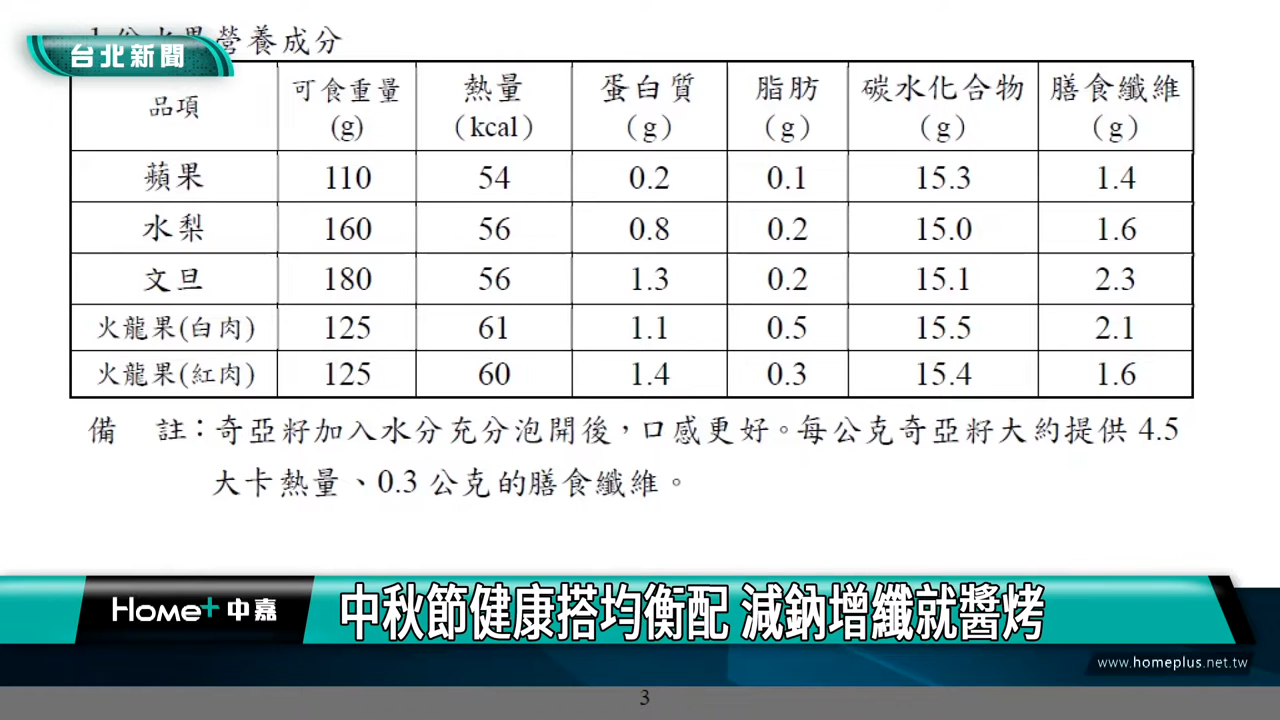 營養成分
台北新聞
品項 可食重量 (g) 熱量 (kcal) 蛋白質 (g) 脂肪 (g) 碳水化合物 (g) 膳食纖維 (g)
蘋果 110 54 0.2 0.1 15.3 1.4
水梨 160 56 0.8 0.2 15.0 1.6
文旦 180 56 1.3 0.2 15.1 2.3
火龍果(白肉) 125 61 1.1 0.5 15.5 2.1
火龍果(紅肉) 125 60 1.4 0.3 15.4 1.6
備 註：奇亞籽加入水分充分泡開後，口感更好。每公克奇亞籽大約提供 4.5
大卡熱量、0.3 公克的膳食纖維。
Home+中嘉
中秋節健康搭均衡配 減鈉增纖就醬烤
www.homeplus.net.tw
3